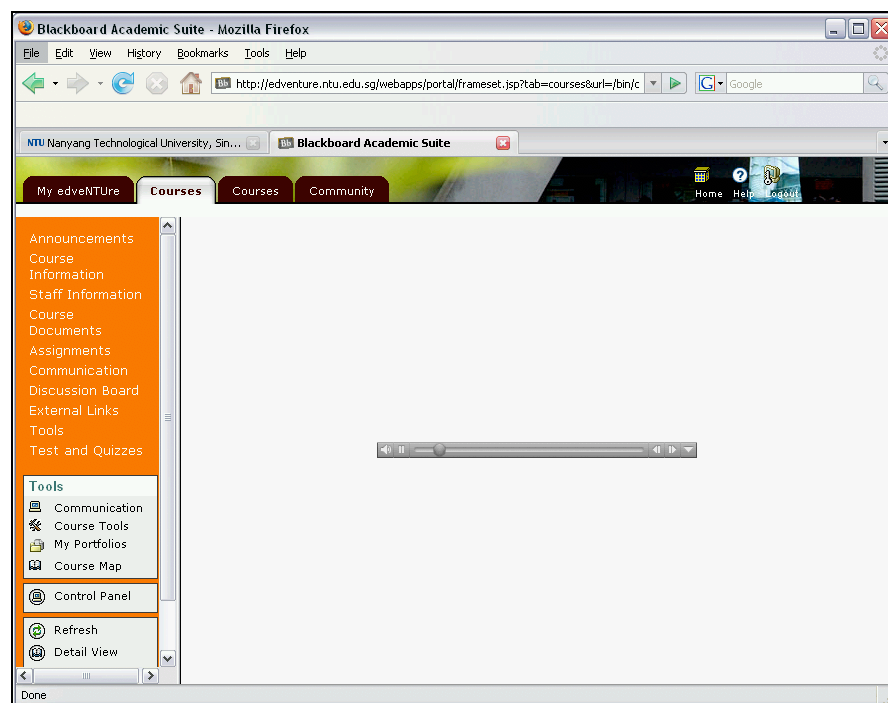 Blackboard Academic Suite - Mozilla Firefox
File Edit View History Bookmarks Tools Help
http://edventure.ntu.edu.sg/webapps/portal/frameset.jsp?tab=courses&url=/bin/c
Google
NTU Nanyang Technological University, Sin...
Bb Blackboard Academic Suite
My edveNTUre Courses Courses Community
Home Help Logout
Announcements
Course
Information
Staff Information
Course
Documents
Assignments
Communication
Discussion Board
External Links
Tools
Test and Quizzes
Tools
Communication
Course Tools
My Portfolios
Course Map
Control Panel
Refresh
Detail View
Done